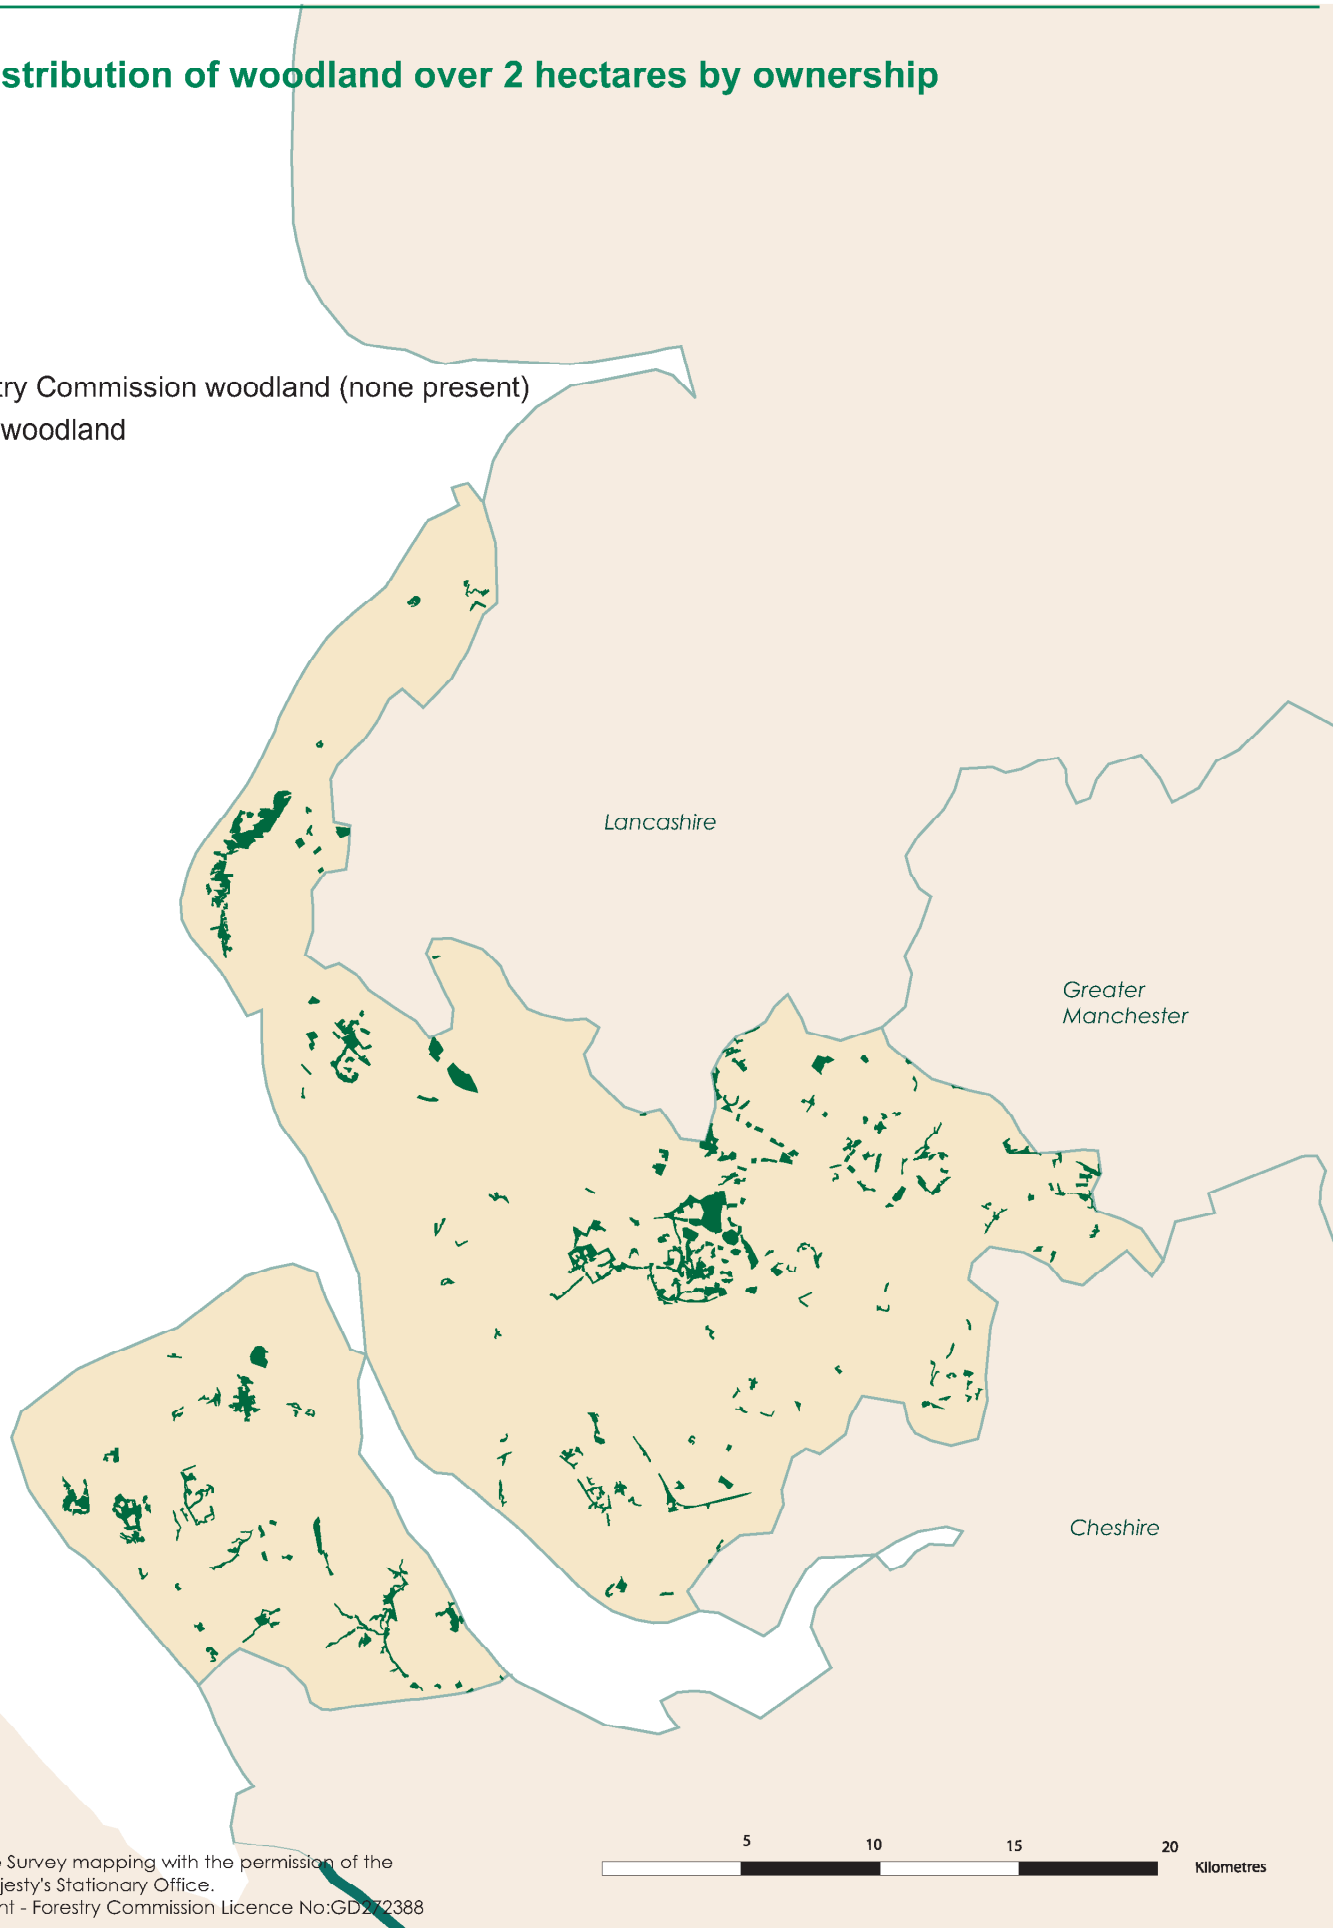 stribution of woodland over 2 hectares by ownership
try Commission woodland (none present)
woodland
Lancashire
Greater
Manchester
Cheshire
5 10 15 20
Kilometres
Survey mapping with the permission of the
jesty's Stationary Office.
nt - Forestry Commission Licence No:GD272388